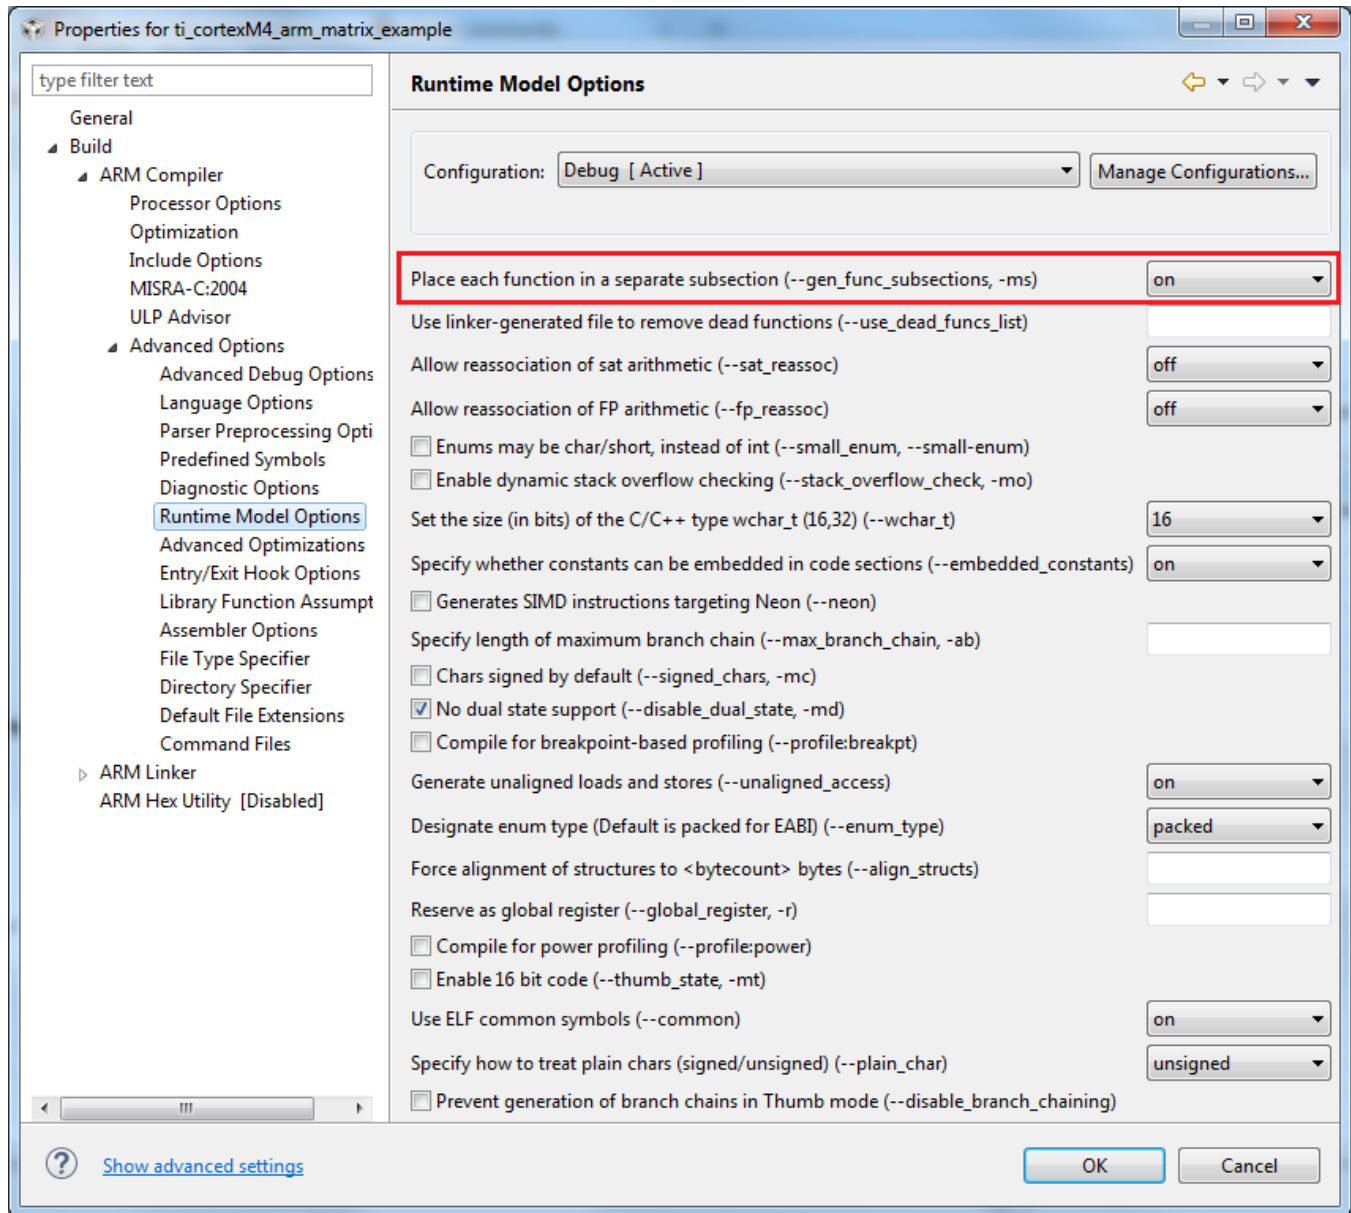 Properties for ti_cortexM4_arm_matrix_example
type filter text
General
Build
ARM Compiler
Processor Options
Optimization
Include Options
MISRA-C:2004
ULP Advisor
Advanced Options
Advanced Debug Options
Language Options
Parser Preprocessing Opti
Predefined Symbols
Diagnostic Options
Runtime Model Options
Advanced Optimizations
Entry/Exit Hook Options
Library Function Assumpt
Assembler Options
File Type Specifier
Directory Specifier
Default File Extensions
Command Files
ARM Linker
ARM Hex Utility [Disabled]
Runtime Model Options
Configuration: Debug [ Active ] Manage Configurations...
Place each function in a separate subsection (--gen_func_subsections, -ms) on
Use linker-generated file to remove dead functions (--use_dead_funcs_list)
Allow reassociation of sat arithmetic (--sat_reassoc) off
Allow reassociation of FP arithmetic (--fp_reassoc) off
Enums may be char/short, instead of int (--small_enum, --small-enum)
Enable dynamic stack overflow checking (--stack_overflow_check, -mo)
Set the size (in bits) of the C/C++ type wchar_t (16,32) (--wchar_t) 16
Specify whether constants can be embedded in code sections (--embedded_constants) on
Generates SIMD instructions targeting Neon (--neon)
Specify length of maximum branch chain (--max_branch_chain, -ab)
Chars signed by default (--signed_chars, -mc)
No dual state support (--disable_dual_state, -md)
Compile for breakpoint-based profiling (--profile:breakpt)
Generate unaligned loads and stores (--unaligned_access) on
Designate enum type (Default is packed for EABI) (--enum_type) packed
Force alignment of structures to <bytecount> bytes (--align_structs)
Reserve as global register (--global_register, -r)
Compile for power profiling (--profile:power)
Enable 16 bit code (--thumb_state, -mt)
Use ELF common symbols (--common) on
Specify how to treat plain chars (signed/unsigned) (--plain_char) unsigned
Prevent generation of branch chains in Thumb mode (--disable_branch_chaining)
Show advanced settings
OK Cancel